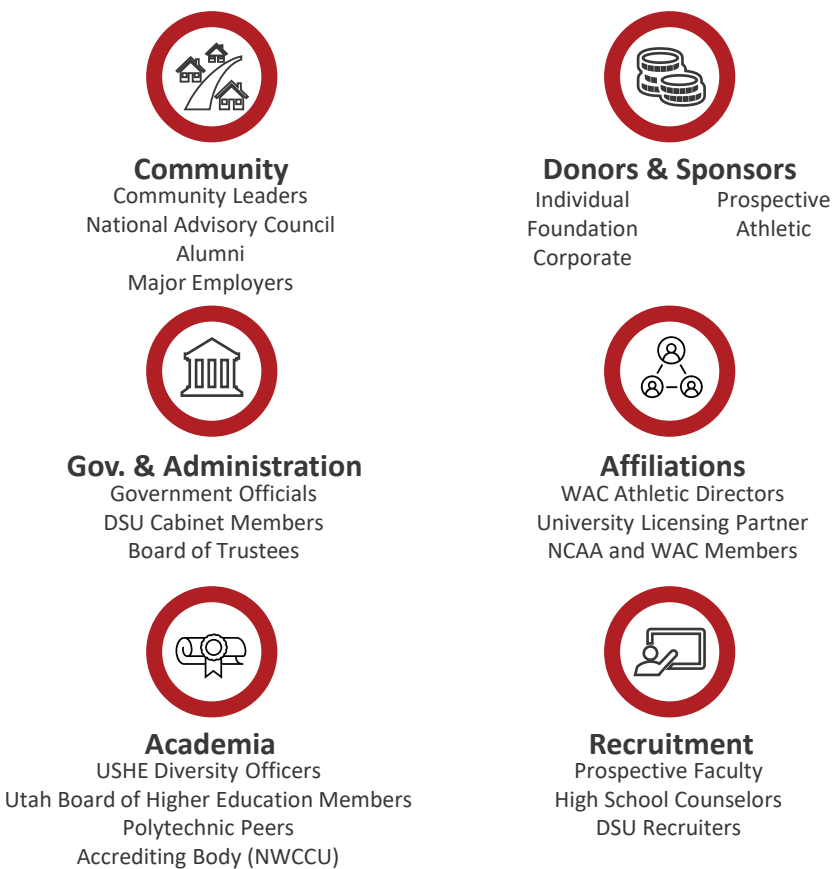 Community
Community Leaders
National Advisory Council
Alumni
Major Employers
Donors & Sponsors
Individual
Foundation
Corporate
Prospective
Athletic
Gov. & Administration
Government Officials
DSU Cabinet Members
Board of Trustees
Affiliations
WAC Athletic Directors
University Licensing Partner
NCAA and WAC Members
Academia
USHE Diversity Officers
Utah Board of Higher Education Members
Polytechnic Peers
Accrediting Body (NWCCU)
Recruitment
Prospective Faculty
High School Counselors
DSU Recruiters